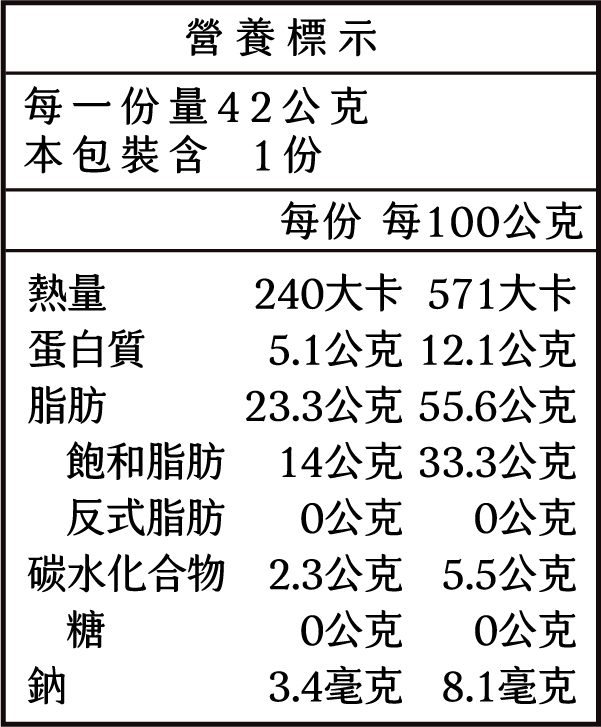 營養標示
每一份量42公克
本包裝含 1份
每份 每100公克
熱量 240大卡 571大卡
蛋白質 5.1公克 12.1公克
脂肪 23.3公克 55.6公克
飽和脂肪 14公克 33.3公克
反式脂肪 0公克 0公克
碳水化合物 2.3公克 5.5公克
糖 0公克 0公克
鈉 3.4毫克 8.1毫克